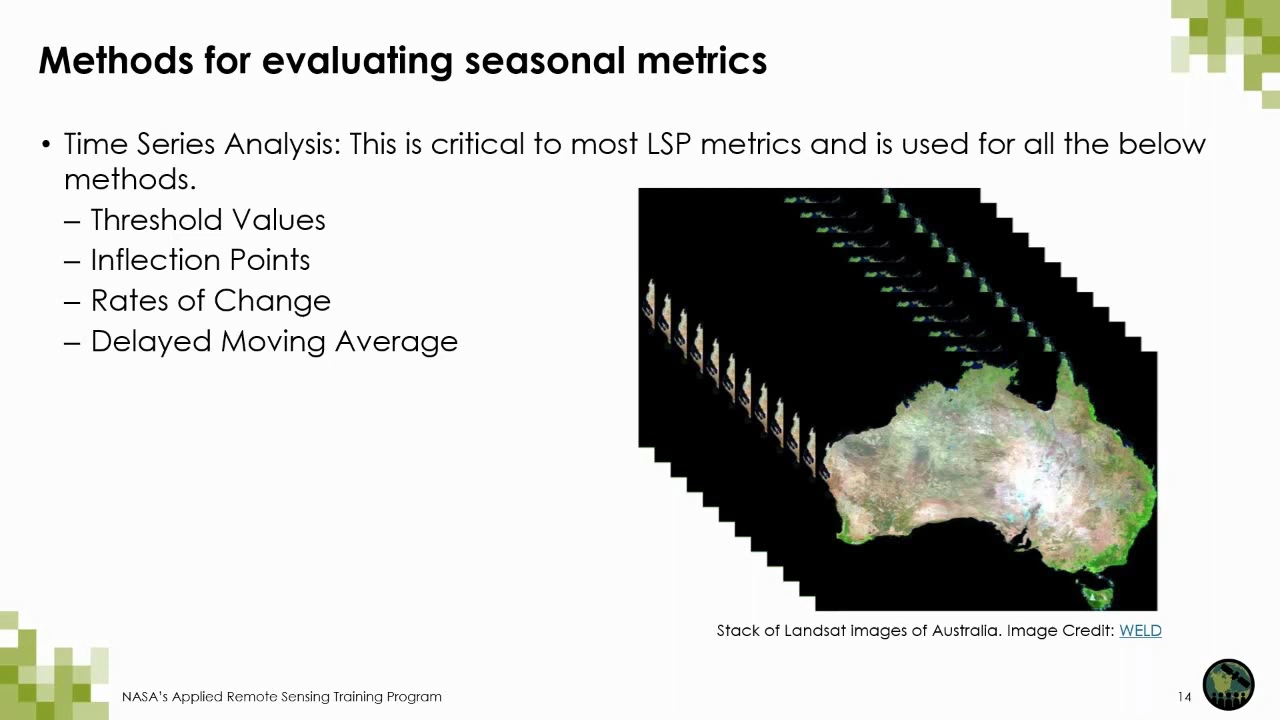 Methods for evaluating seasonal metrics
• Time Series Analysis: This is critical to most LSP metrics and is used for all the below
methods.
– Threshold Values
– Inflection Points
– Rates of Change
– Delayed Moving Average
Stack of Landsat images of Australia. Image Credit: WELD
NASA's Applied Remote Sensing Training Program
14